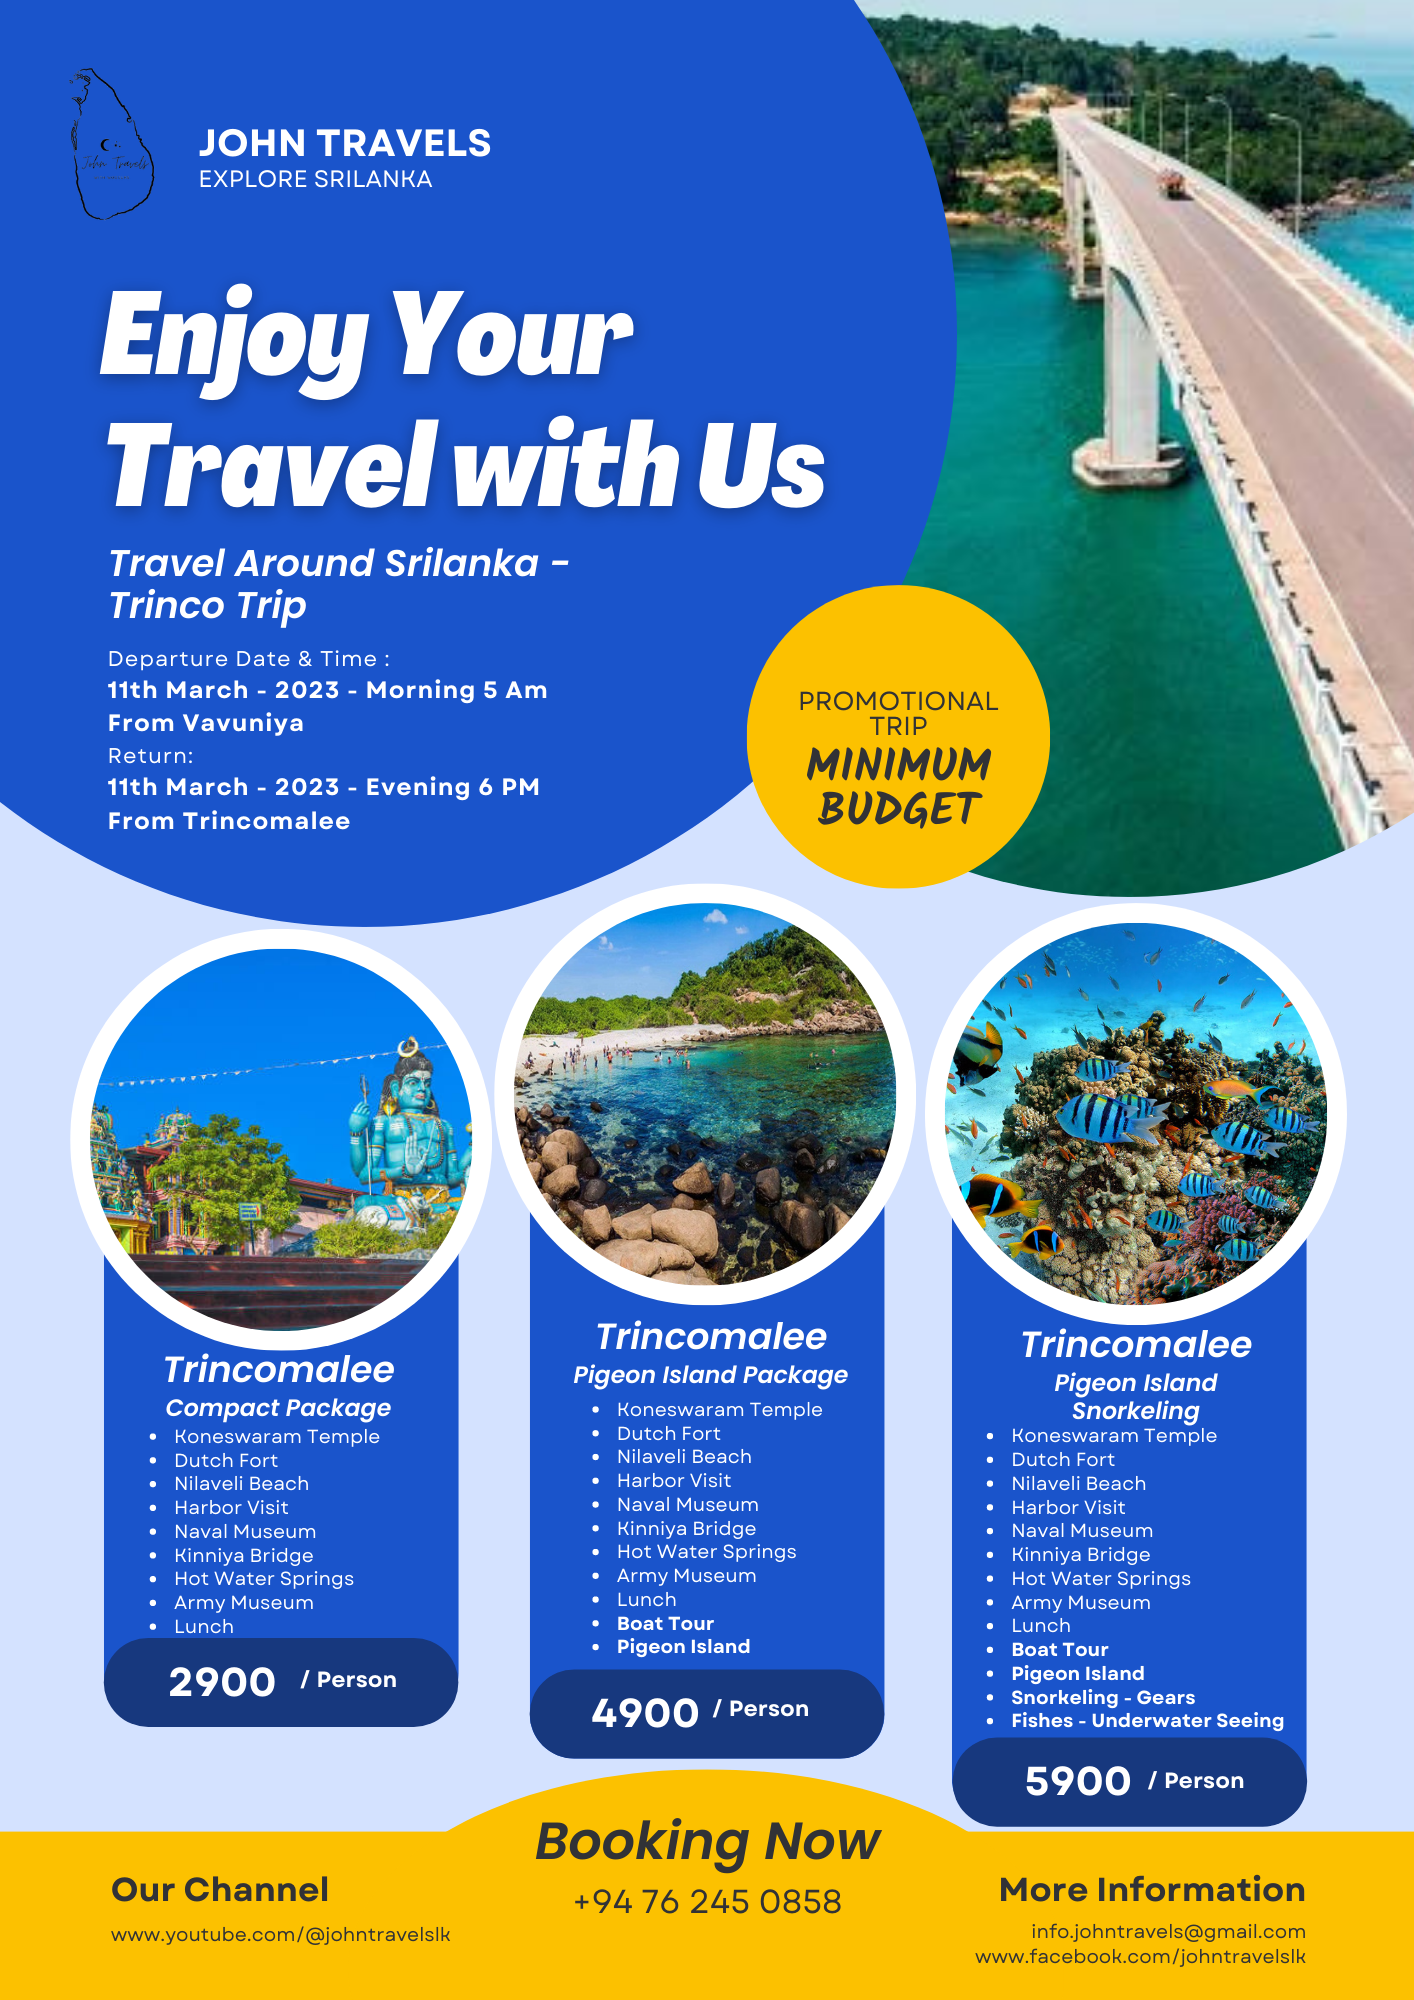 John Travels
JOHN TRAVELS
EXPLORE SRILANKA
Enjoy Your
Travel with Us
Travel Around Srilanka -
Trinco Trip
Departure Date & Time :
11th March - 2023 - Morning 5 Am
From Vavuniya
Return:
11th March - 2023 - Evening 6 PM
From Trincomalee
PROMOTIONAL
TRIP
MINIMUM
BUDGET
Trincomalee
Compact Package
• Koneswaram Temple
• Dutch Fort
• Nilaveli Beach
• Harbor Visit
• Naval Museum
• Kinniya Bridge
• Hot Water Springs
• Army Museum
• Lunch
2900 / Person
Trincomalee
Pigeon Island Package
• Koneswaram Temple
• Dutch Fort
• Nilaveli Beach
• Harbor Visit
• Naval Museum
• Kinniya Bridge
• Hot Water Springs
• Army Museum
• Lunch
• Boat Tour
• Pigeon Island
4900 / Person
Trincomalee
Pigeon Island
Snorkeling
• Koneswaram Temple
• Dutch Fort
• Nilaveli Beach
• Harbor Visit
• Naval Museum
• Kinniya Bridge
• Hot Water Springs
• Army Museum
• Lunch
• Boat Tour
• Pigeon Island
• Snorkeling - Gears
• Fishes - Underwater Seeing
5900 / Person
Our Channel
www.youtube.com/@johntravelslk
Booking Now
+94 76 245 0858
More Information
info.johntravels@gmail.com
www.facebook.com/johntravelslk